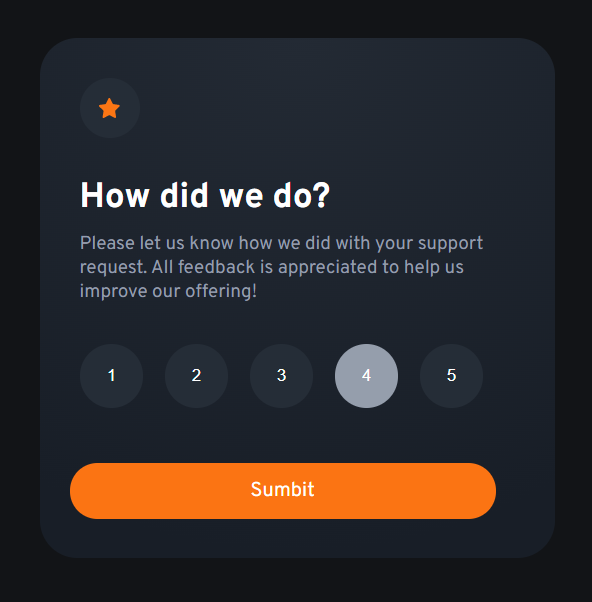 How did we do?
Please let us know how we did with your support
request. All feedback is appreciated to help us
improve our offering!
1 2 3 4 5
Sumbit